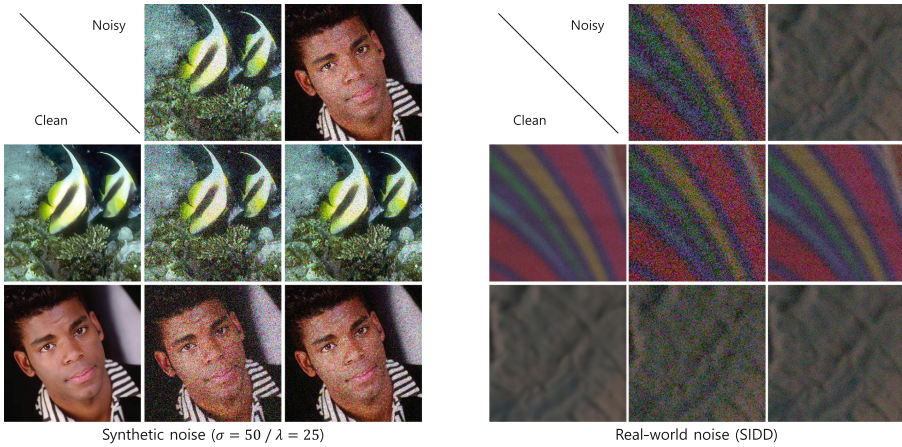 Noisy
Clean
Noisy
Clean
Synthetic noise (σ = 50 / λ = 25)
Real-world noise (SIDD)